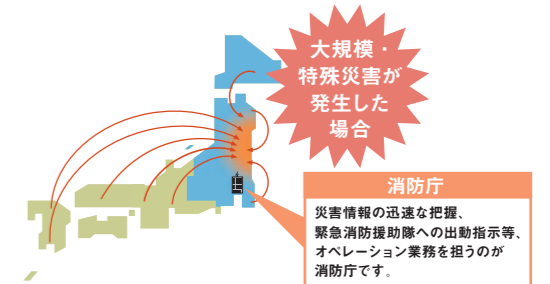 大規模・
特殊災害が
発生した
場合
消防庁
災害情報の迅速な把握、
緊急消防援助隊への出動指示等、
オペレーション業務を担うのが
消防庁です。